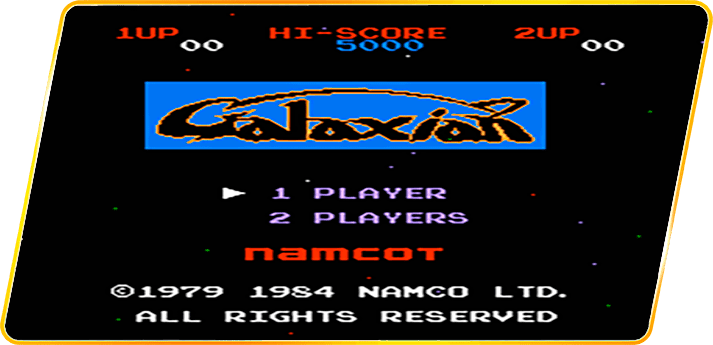 1UP HI-SCORE 2UP
00 5000 00
Galaxian
1 PLAYER
2 PLAYERS
namcot
©1979 1984 NAMCO LTD.
ALL RIGHTS RESERVED